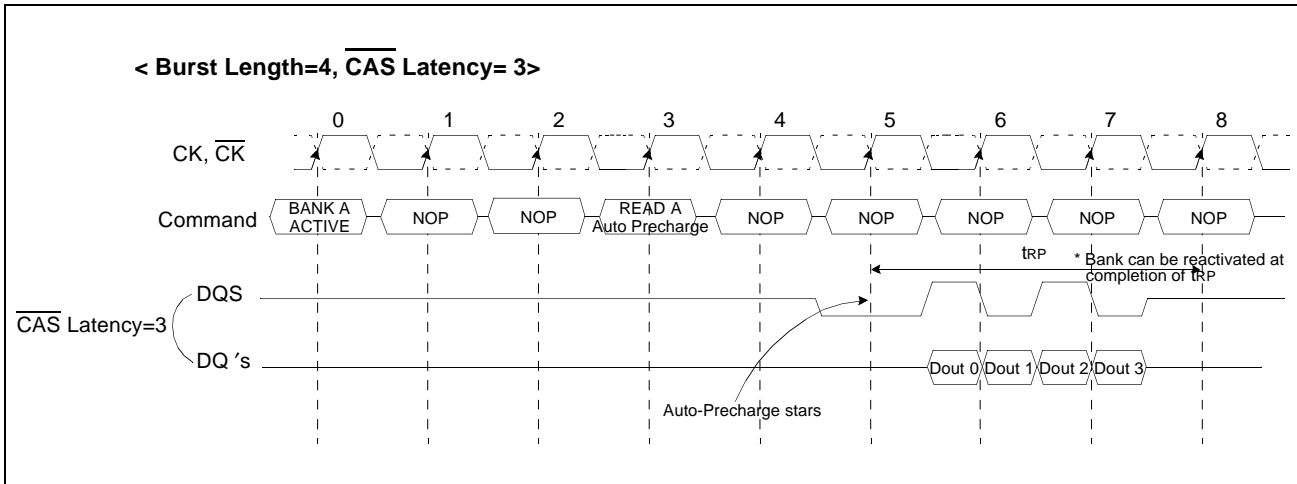 < Burst Length=4, CAS Latency= 3>
0 1 2 3 4 5 6 7 8
CK, CK
Command
BANK A
ACTIVE
NOP
NOP
READ A
Auto Precharge
NOP
NOP
NOP
NOP
NOP
tRP
* Bank can be reactivated at
completion of tRP
DQS
CAS Latency=3
DQ ′s
Dout 0 Dout 1 Dout 2 Dout 3
Auto-Precharge stars